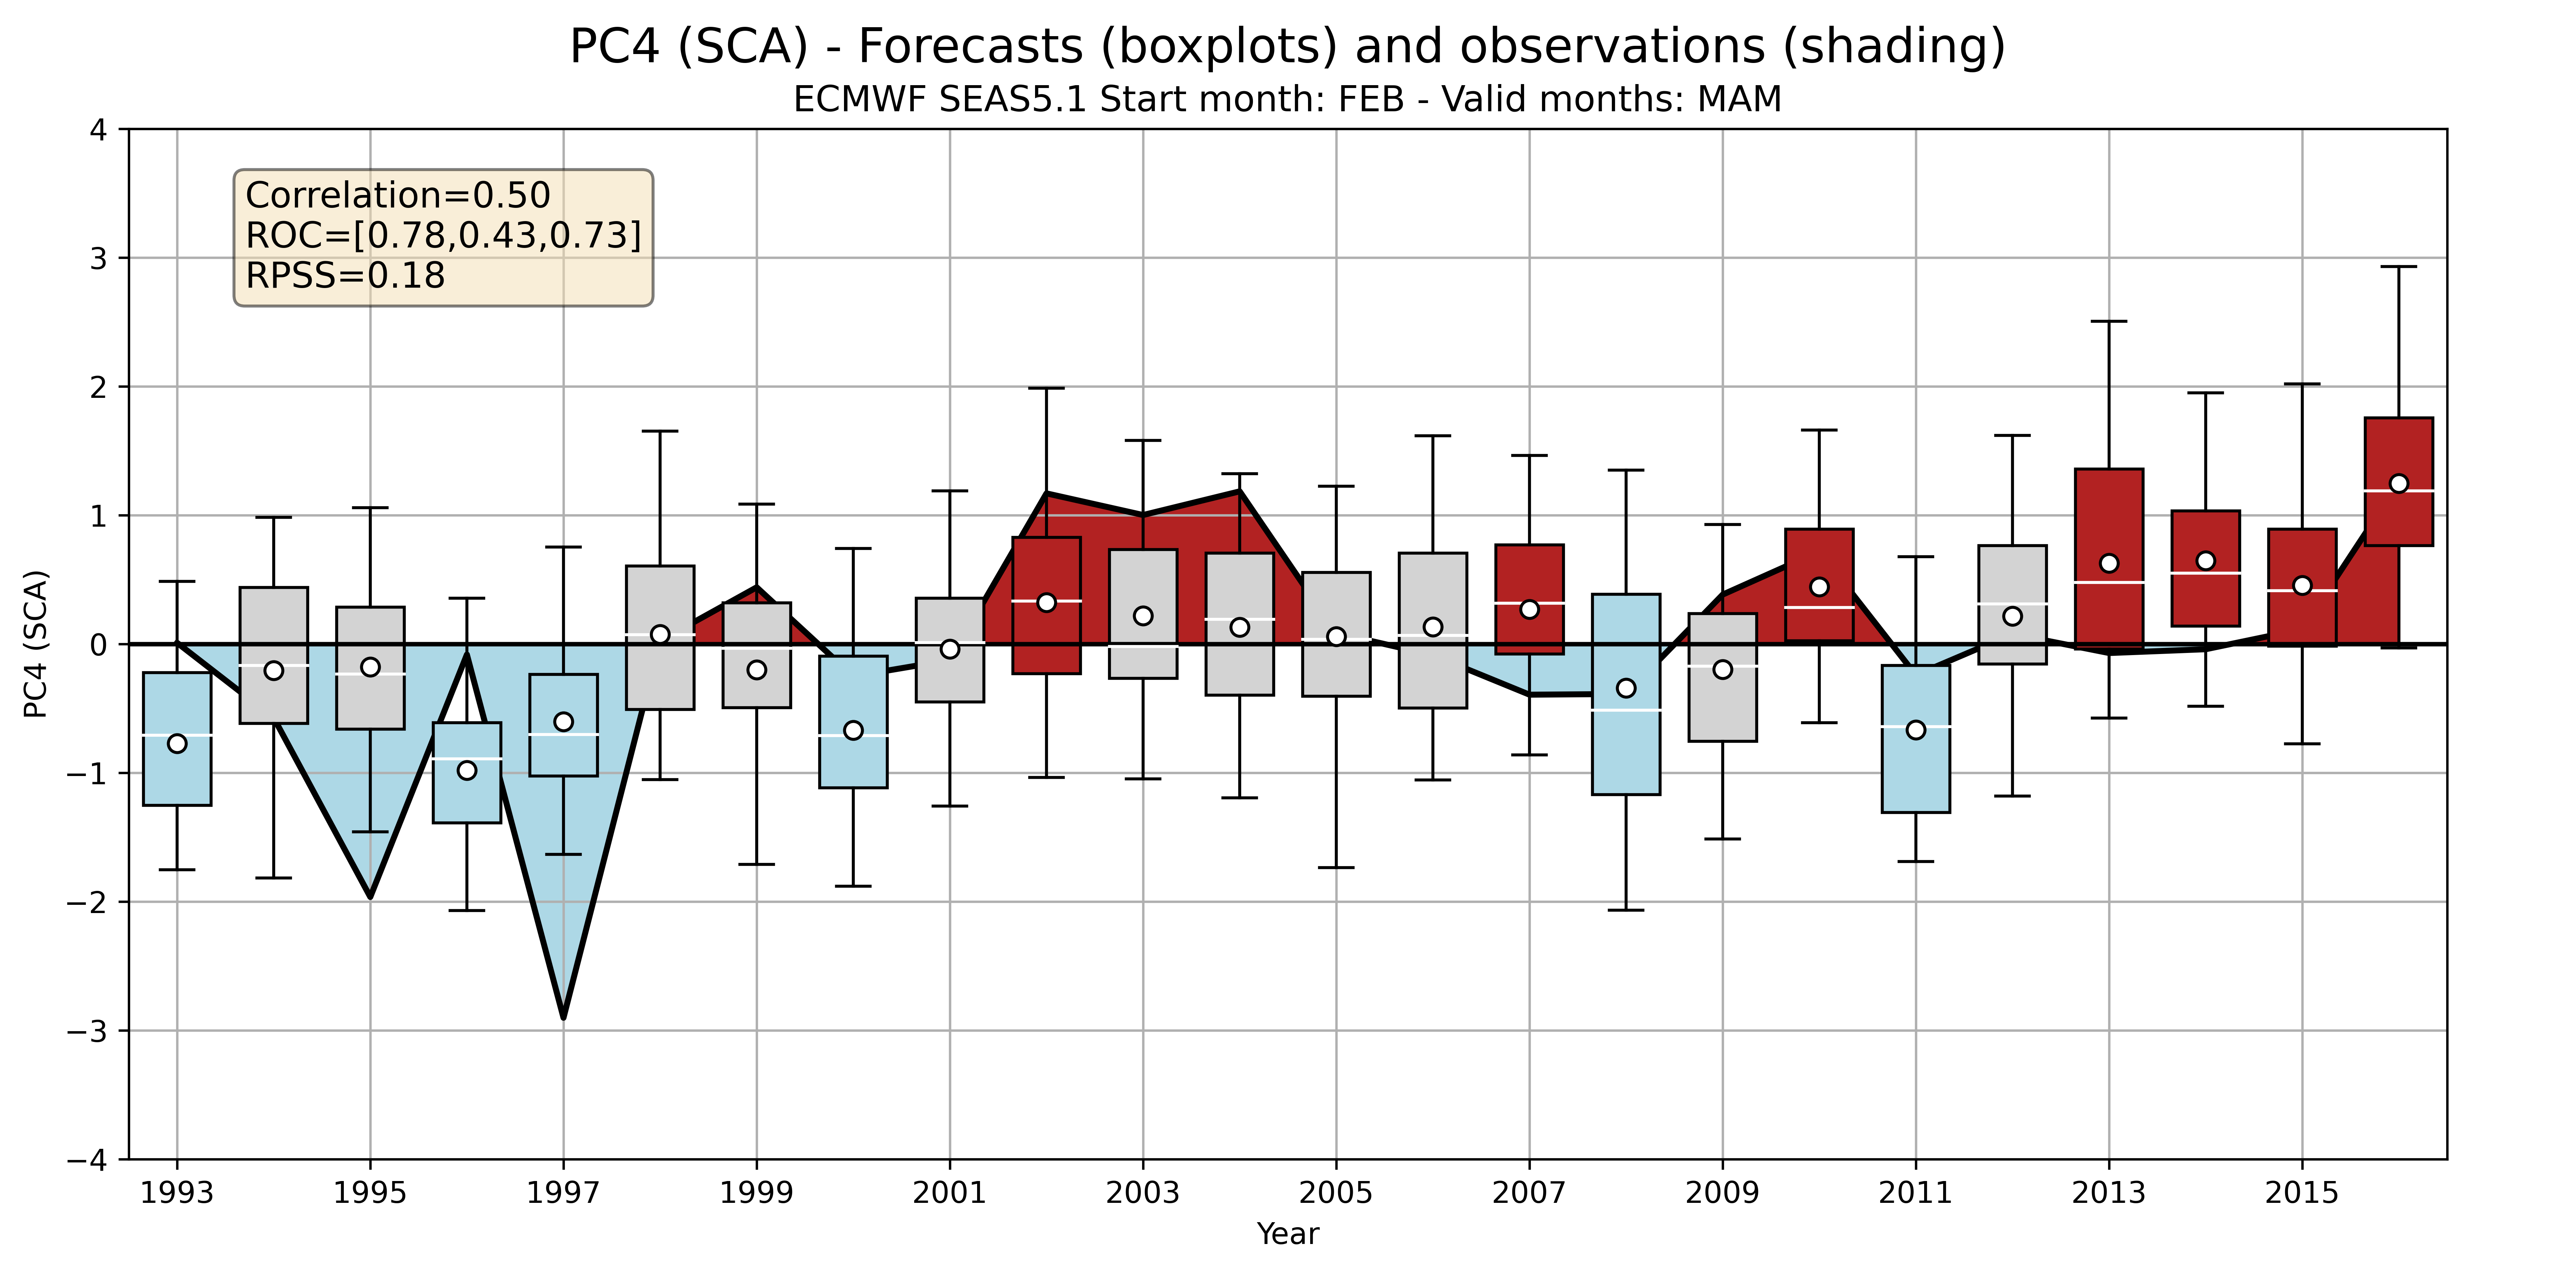 PC4 (SCA) - Forecasts (boxplots) and observations (shading)
ECMWF SEAS5.1 Start month: FEB - Valid months: MAM
Correlation=0.50
ROC=[0.78,0.43,0.73]
RPSS=0.18
PC4 (SCA)
4
3
2
1
0
−1
−2
−3
−4
1993 1995 1997 1999 2001 2003 2005 2007 2009 2011 2013 2015
Year